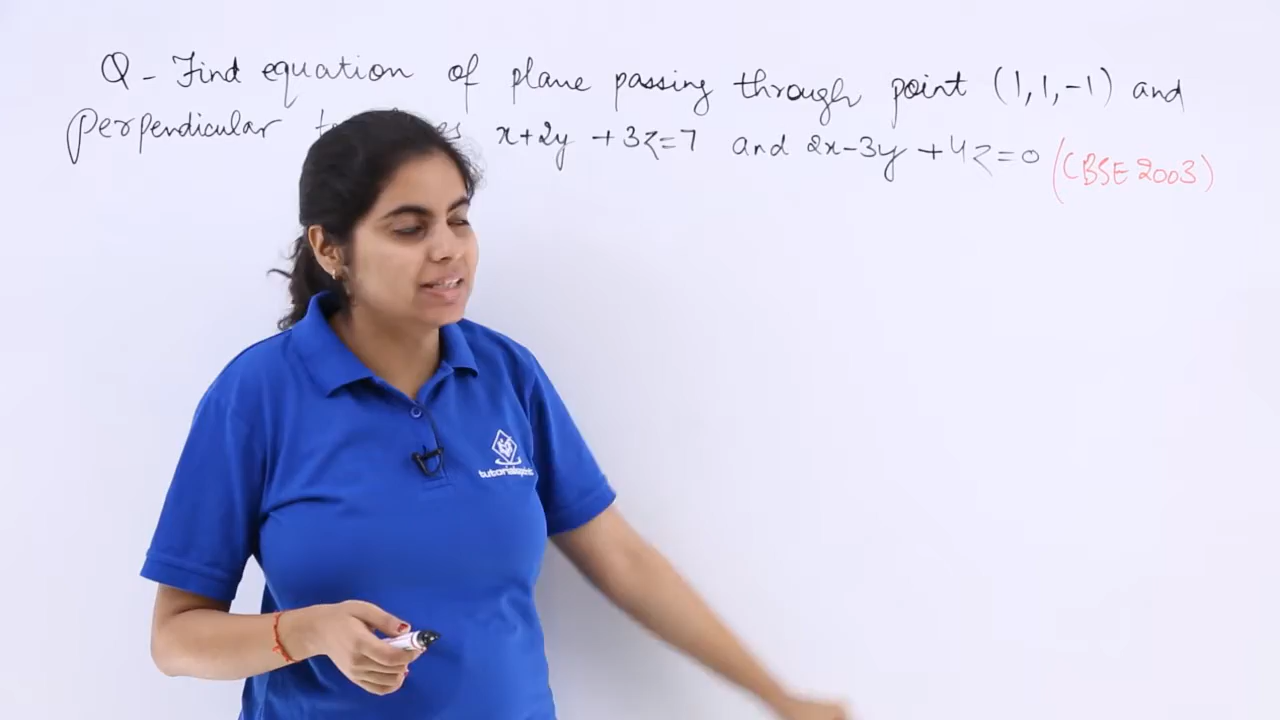 Q - Find equation of plane passing through point (1, 1, -1) and
perpendicular x+2y +3z=7 and 2x-3y +4z=0 (CBSE 2003)
tutorialspoint